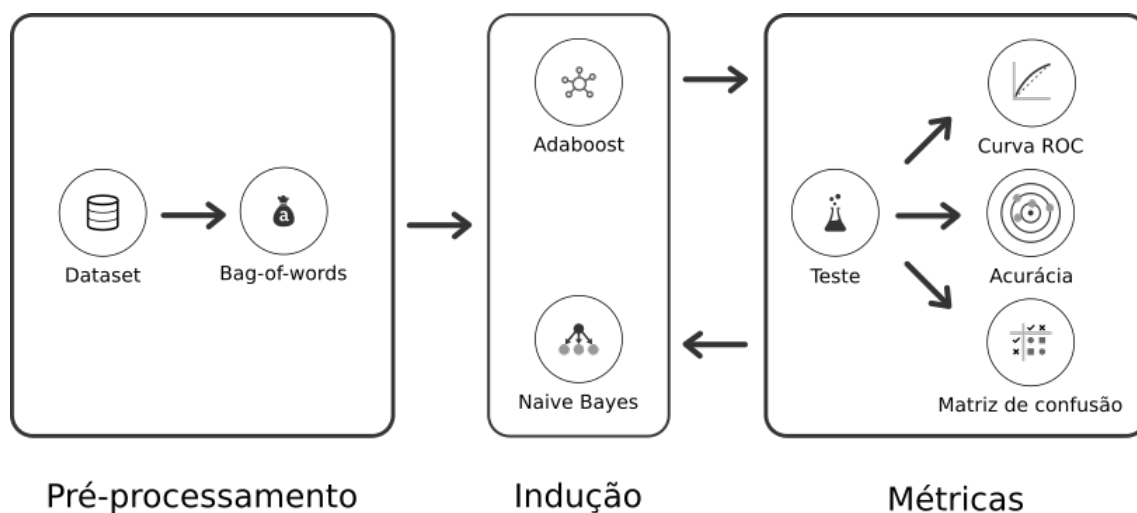 Dataset
Bag-of-words
Adaboost
Naive Bayes
Teste
Curva ROC
Acurácia
Matriz de confusão
Pré-processamento
Indução
Métricas
a